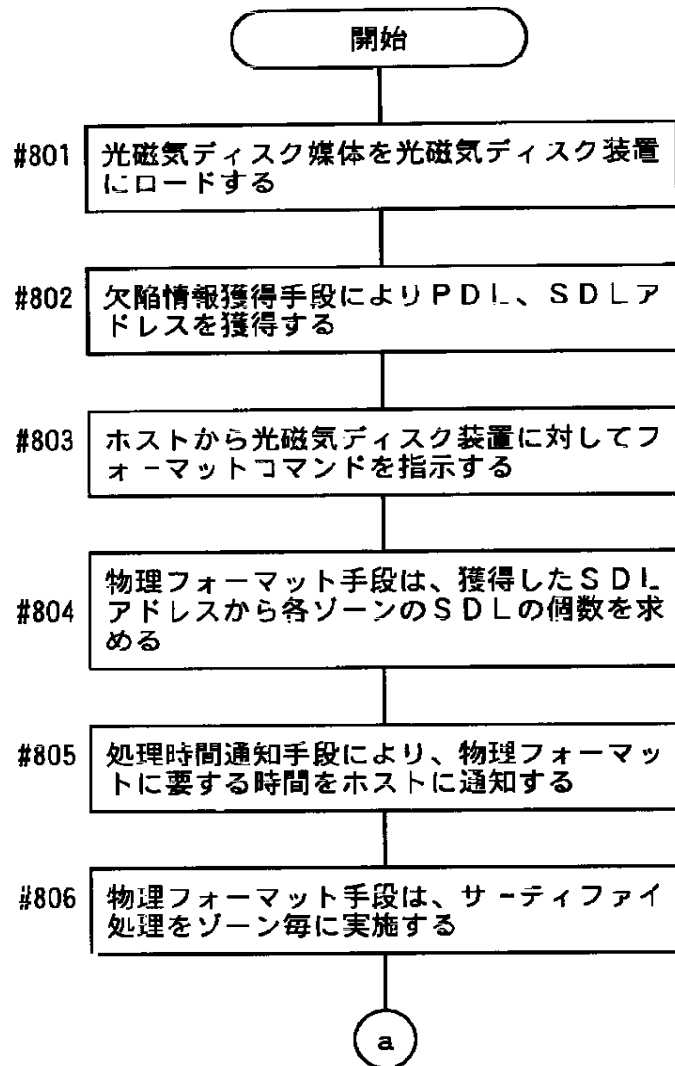 開始
#801
光磁気ディスク媒体を光磁気ディスク装置
にロードする
#802
欠陥情報獲得手段によりPDL、SDLア
ドレスを獲得する
#803
ホストから光磁気ディスク装置に対してフ
ォーマットコマンドを指示する
#804
物理フォーマット手段は、獲得したSDL
アドレスから各ゾーンのSDLの個数を求
める
#805
処理時間通知手段により、物理フォーマッ
トに要する時間をホストに通知する
#806
物理フォーマット手段は、サーティファイ
処理をゾーン毎に実施する
a